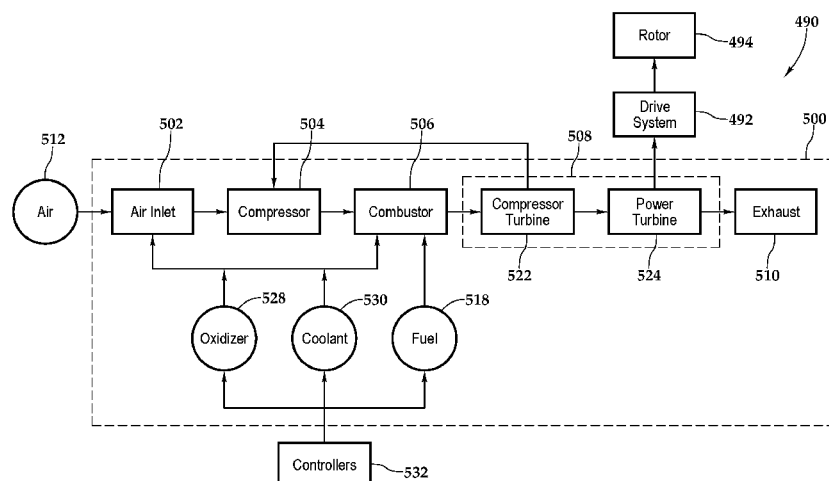 Rotor
494
490
Drive
System
492
502
504
506
508
500
512
Air
Air Inlet
Compressor
Combustor
Compressor
Turbine
Power
Turbine
Exhaust
522
524
510
528
530
518
Oxidizer
Coolant
Fuel
Controllers
532